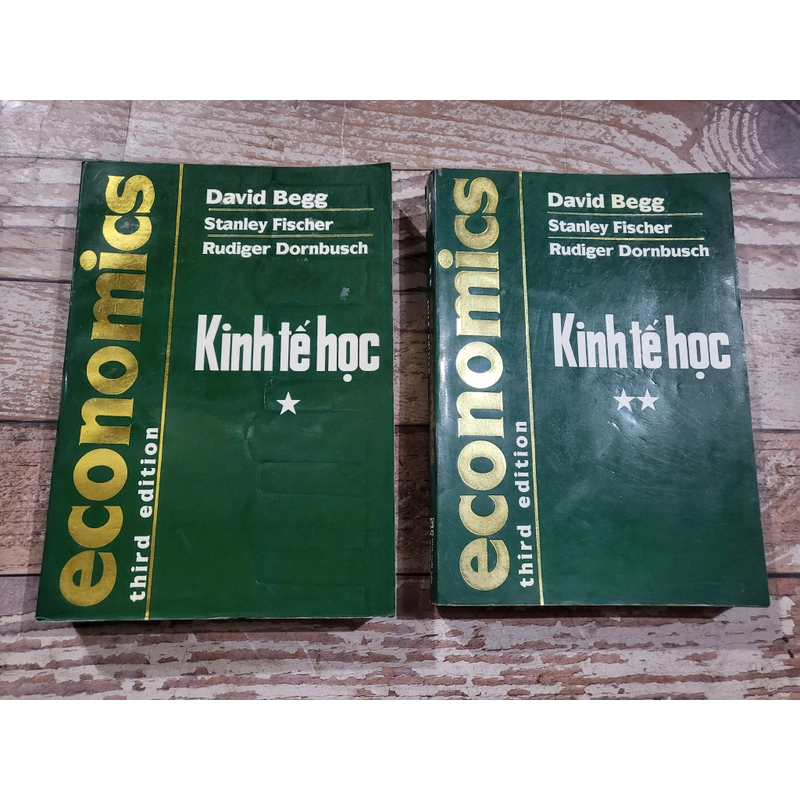 economics
third edition
David Begg
Stanley Fischer
Rudiger Dornbusch
Kinh tế học
economics
third edition
David Begg
Stanley Fischer
Rudiger Dornbusch
Kinh tế học